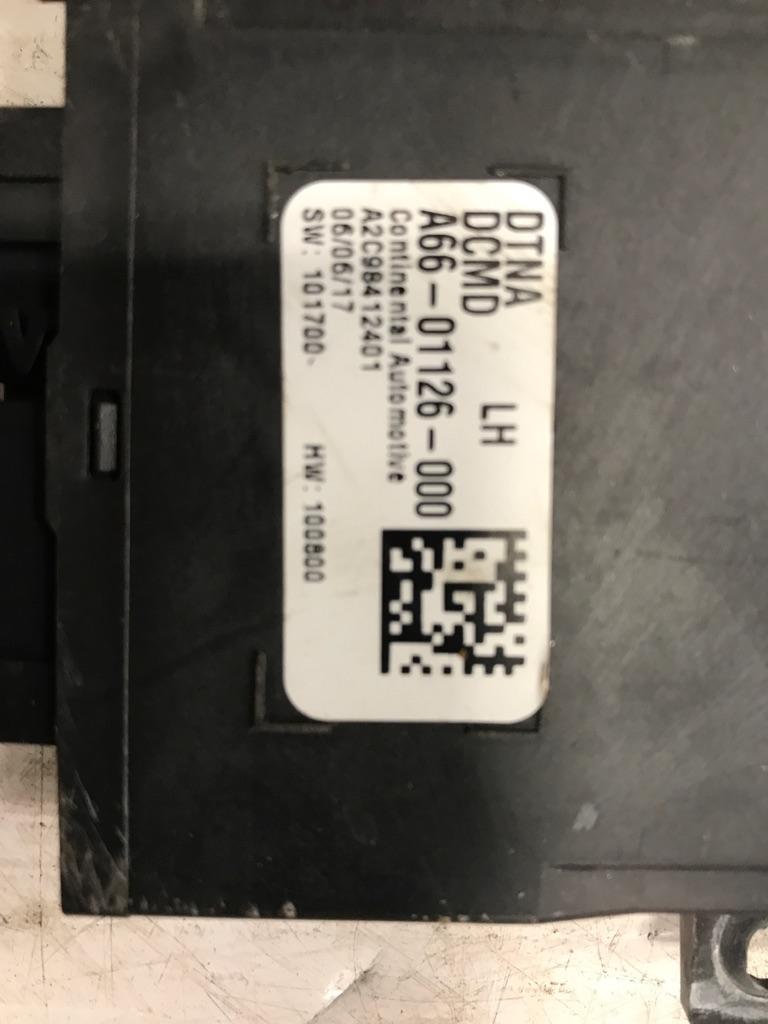 DTNA
DCMD LH
A66-01126-000
Continental Automotive
A2C98412401
06/06/17
SW: 101700- HW: 100800